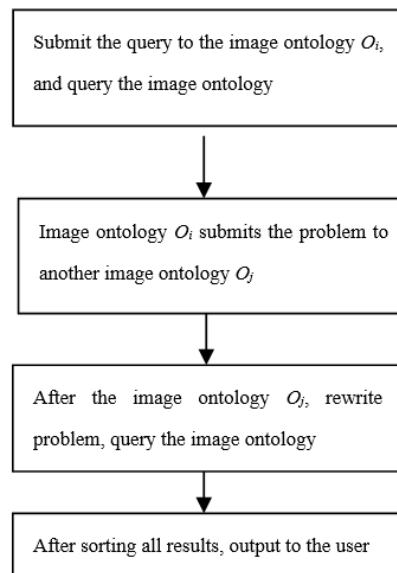 Submit the query to the image ontology Oi,
and query the image ontology
Image ontology Oi submits the problem to
another image ontology Oj
After the image ontology Oj, rewrite
problem, query the image ontology
After sorting all results, output to the user